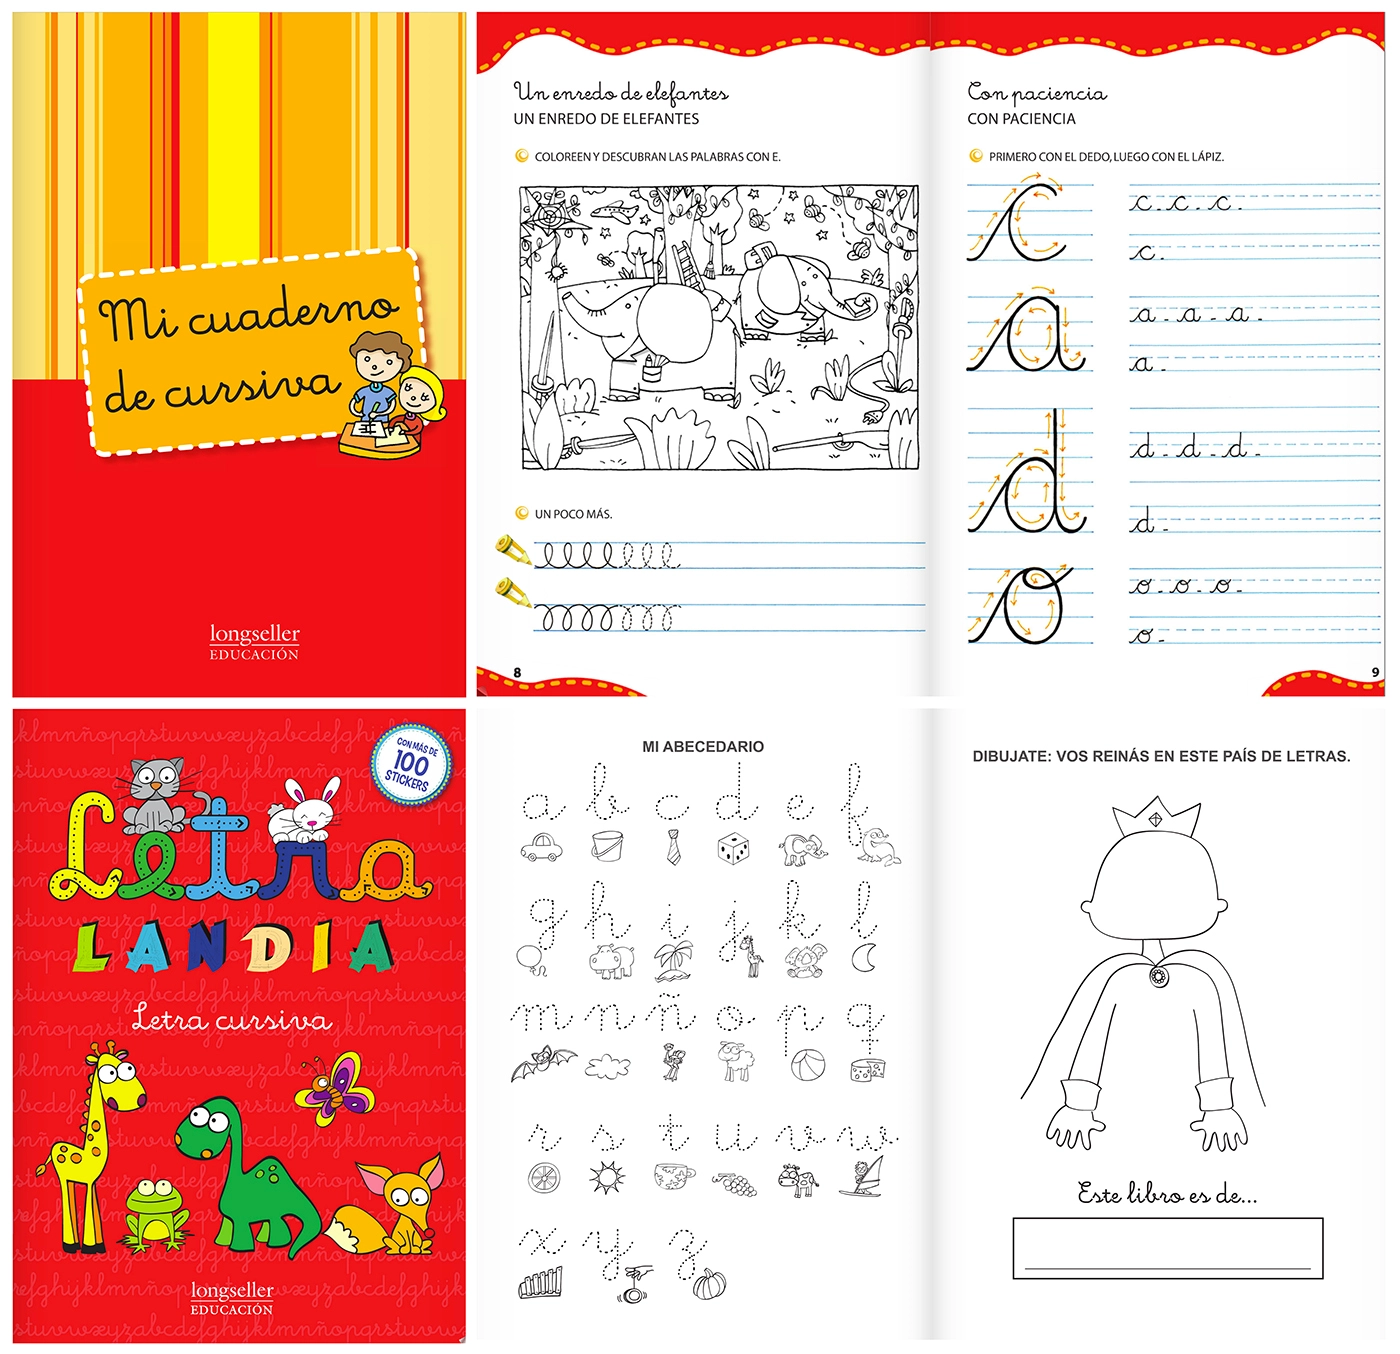 Mi cuaderno
de cursiva
longseller
EDUCACIÓN
Un enredo de elefantes
UN ENREDO DE ELEFANTES
COLOREEN Y DESCUBRAN LAS PALABRAS CON E.
UN POCO MÁS.
8
Con paciencia
CON PACIENCIA
PRIMERO CON EL DEDO, LUEGO CON EL LÁPIZ.
c c - c - c -
c -
a a - a - a -
a -
d d - d - d -
d -
o o - o - o -
o -
9
CON MÁS DE
100
STICKERS
Letra
LANDIA
Letra cursiva
longseller
EDUCACIÓN
MI ABECEDARIO
a b c d e f
g h i j k l
m n ñ o p q
r s t u v w
x y z
DIBUJATE: VOS REINÁS EN ESTE PAÍS DE LETRAS.
Este libro es de...